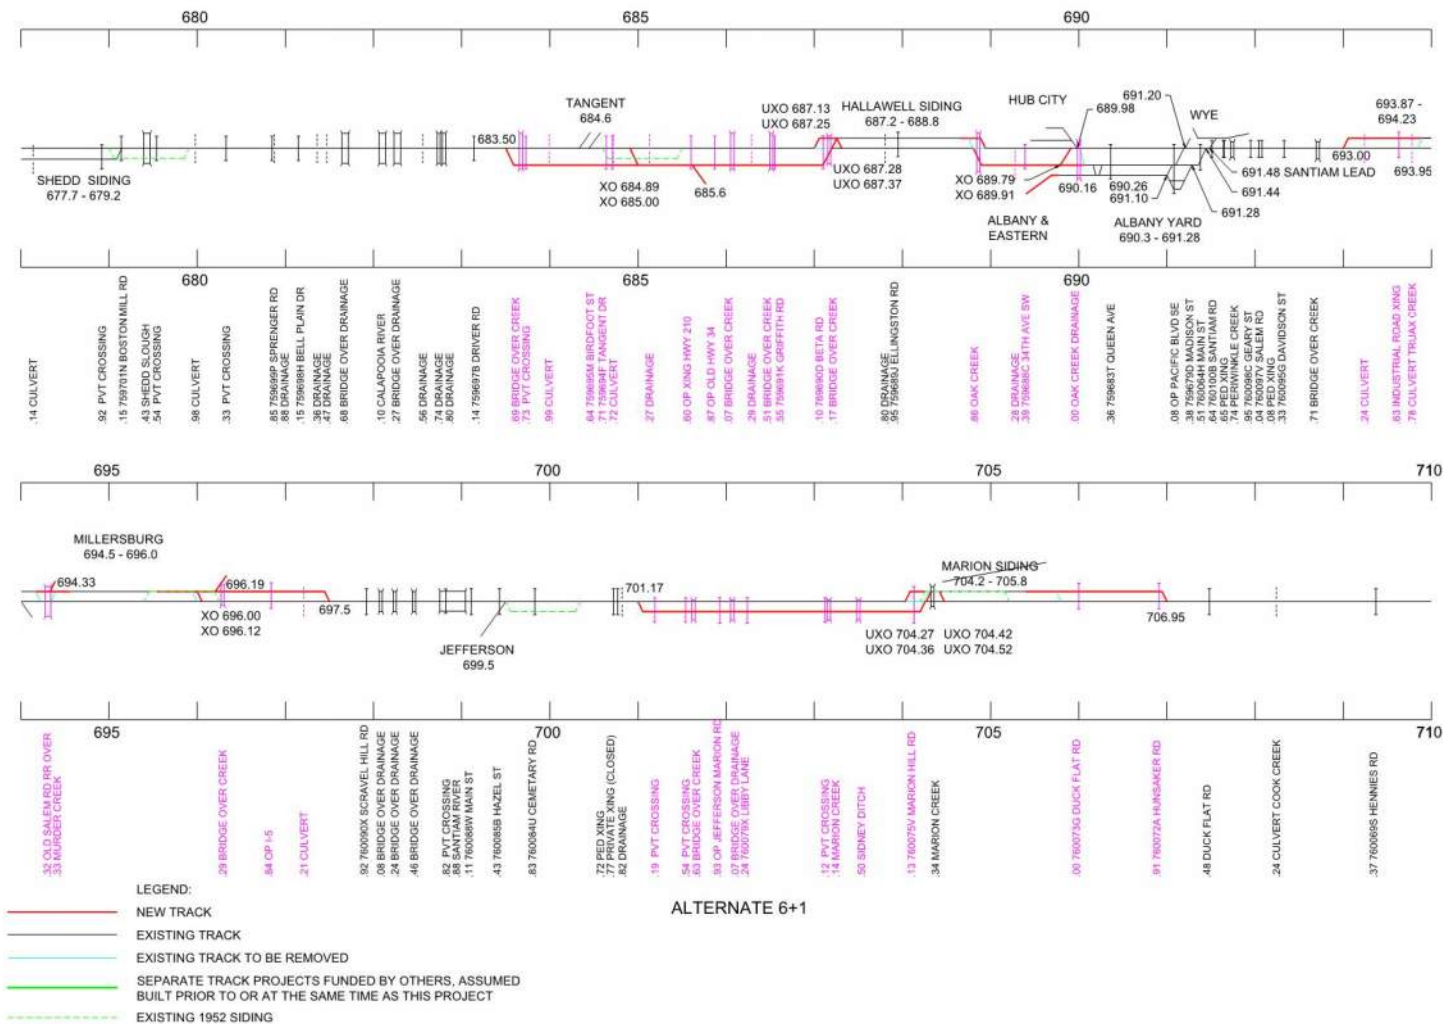 680
685
690
TANGENT
684.6
683.50
UXO 687.13
UXO 687.25
HALLAWELL SIDING
687.2 - 688.8
HUB CITY
691.20
689.98
WYE
693.87 -
694.23
SHEDD SIDING
677.7 - 679.2
XO 684.89
XO 685.00
685.6
UXO 687.28
UXO 687.37
XO 689.79
XO 689.91
690.16
690.26
691.10
ALBANY &
EASTERN
ALBANY YARD
690.3 - 691.28
691.48 SANTIAM LEAD
691.44
691.28
693.00
693.95
680
685
690
.14 CULVERT
.92 PVT CROSSING
.15 759701N BOSTON MILL RD
.43 SHEDD SLOUGH
.54 PVT CROSSING
.98 CULVERT
.33 PVT CROSSING
.85 759699P SPRENGER RD
.88 DRAINAGE
.15 759698H BELL PLAIN DR
.36 DRAINAGE
.47 DRAINAGE
.68 BRIDGE OVER DRAINAGE
.10 CALAPOOIA RIVER
.27 BRIDGE OVER DRAINAGE
.56 DRAINAGE
.74 DRAINAGE
.80 DRAINAGE
.14 759697B DRIVER RD
.69 BRIDGE OVER CREEK
.73 PVT CROSSING
.99 CULVERT
.64 759695M BIRDFOOT ST
.71 759694F TANGENT DR
.72 CULVERT
.27 DRAINAGE
.60 OP XING HWY 210
.87 OP OLD HWY 34
.07 BRIDGE OVER CREEK
.29 DRAINAGE
.51 BRIDGE OVER CREEK
.55 759691K GRIFFITH RD
.10 759690D BETA RD
.17 BRIDGE OVER CREEK
.80 DRAINAGE
.95 759689J ELLINGSTON RD
.86 OAK CREEK
.28 DRAINAGE
.39 759688C 34TH AVE SW
.00 OAK CREEK DRAINAGE
.36 759683T QUEEN AVE
.08 OP PACIFIC BLVD SE
.38 759679D MADISON ST
.51 760064H MAIN ST
.64 760100B SANTIAM RD
.65 PED XING
.74 PERIWINKLE CREEK
.95 760098C GEARY ST
.04 760097V SALEM RD
.08 PED XING
.33 760095G DAVIDSON ST
.71 BRIDGE OVER CREEK
.24 CULVERT
.63 INDUSTRIAL ROAD XING
.78 CULVERT TRUAX CREEK
695
700
705
710
MILLERSBURG
694.5 - 696.0
694.33
696.19
XO 696.00
XO 696.12
697.5
JEFFERSON
699.5
701.17
MARION SIDING
704.2 - 705.8
UXO 704.27
UXO 704.36
UXO 704.42
UXO 704.52
706.95
695
700
705
710
.32 OLD SALEM RD RR OVER
.33 MURDER CREEK
.29 BRIDGE OVER CREEK
.84 OP I-5
.21 CULVERT
.92 760090X SCRAVEL HILL RD
.08 BRIDGE OVER DRAINAGE
.24 BRIDGE OVER DRAINAGE
.46 BRIDGE OVER DRAINAGE
.82 PVT CROSSING
.88 SANTIAM RIVER
.11 760088W MAIN ST
.43 760085B HAZEL ST
.83 760084U CEMETARY RD
.72 PED XING
.77 PRIVATE XING (CLOSED)
.82 DRAINAGE
.19 PVT CROSSING
.54 PVT CROSSING
.63 BRIDGE OVER CREEK
.93 OP JEFFERSON MARION RD
.07 BRIDGE OVER DRAINAGE
.24 760079X LIBBY LANE
.12 PVT CROSSING
.14 MARION CREEK
.50 SIDNEY DITCH
.13 760075V MARION HILL RD
.34 MARION CREEK
.00 760073G DUCK FLAT RD
.91 760072A HUNSAKER RD
.48 DUCK FLAT RD
.24 CULVERT COOK CREEK
.37 760069S HENNIES RD
LEGEND:
NEW TRACK
EXISTING TRACK
EXISTING TRACK TO BE REMOVED
SEPARATE TRACK PROJECTS FUNDED BY OTHERS, ASSUMED
BUILT PRIOR TO OR AT THE SAME TIME AS THIS PROJECT
EXISTING 1952 SIDING
ALTERNATE 6+1